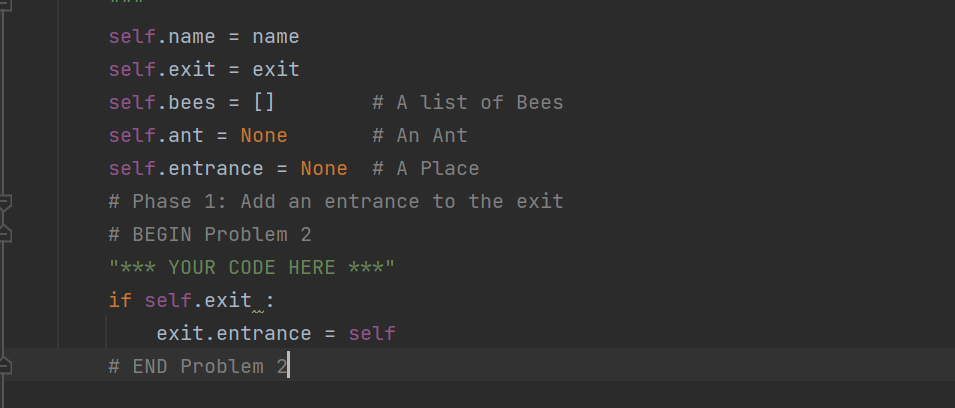 """
self.name = name
self.exit = exit
self.bees = []        # A list of Bees
self.ant = None       # An Ant
self.entrance = None  # A Place
# Phase 1: Add an entrance to the exit
# BEGIN Problem 2
"*** YOUR CODE HERE ***"
if self.exit :
    exit.entrance = self
# END Problem 2